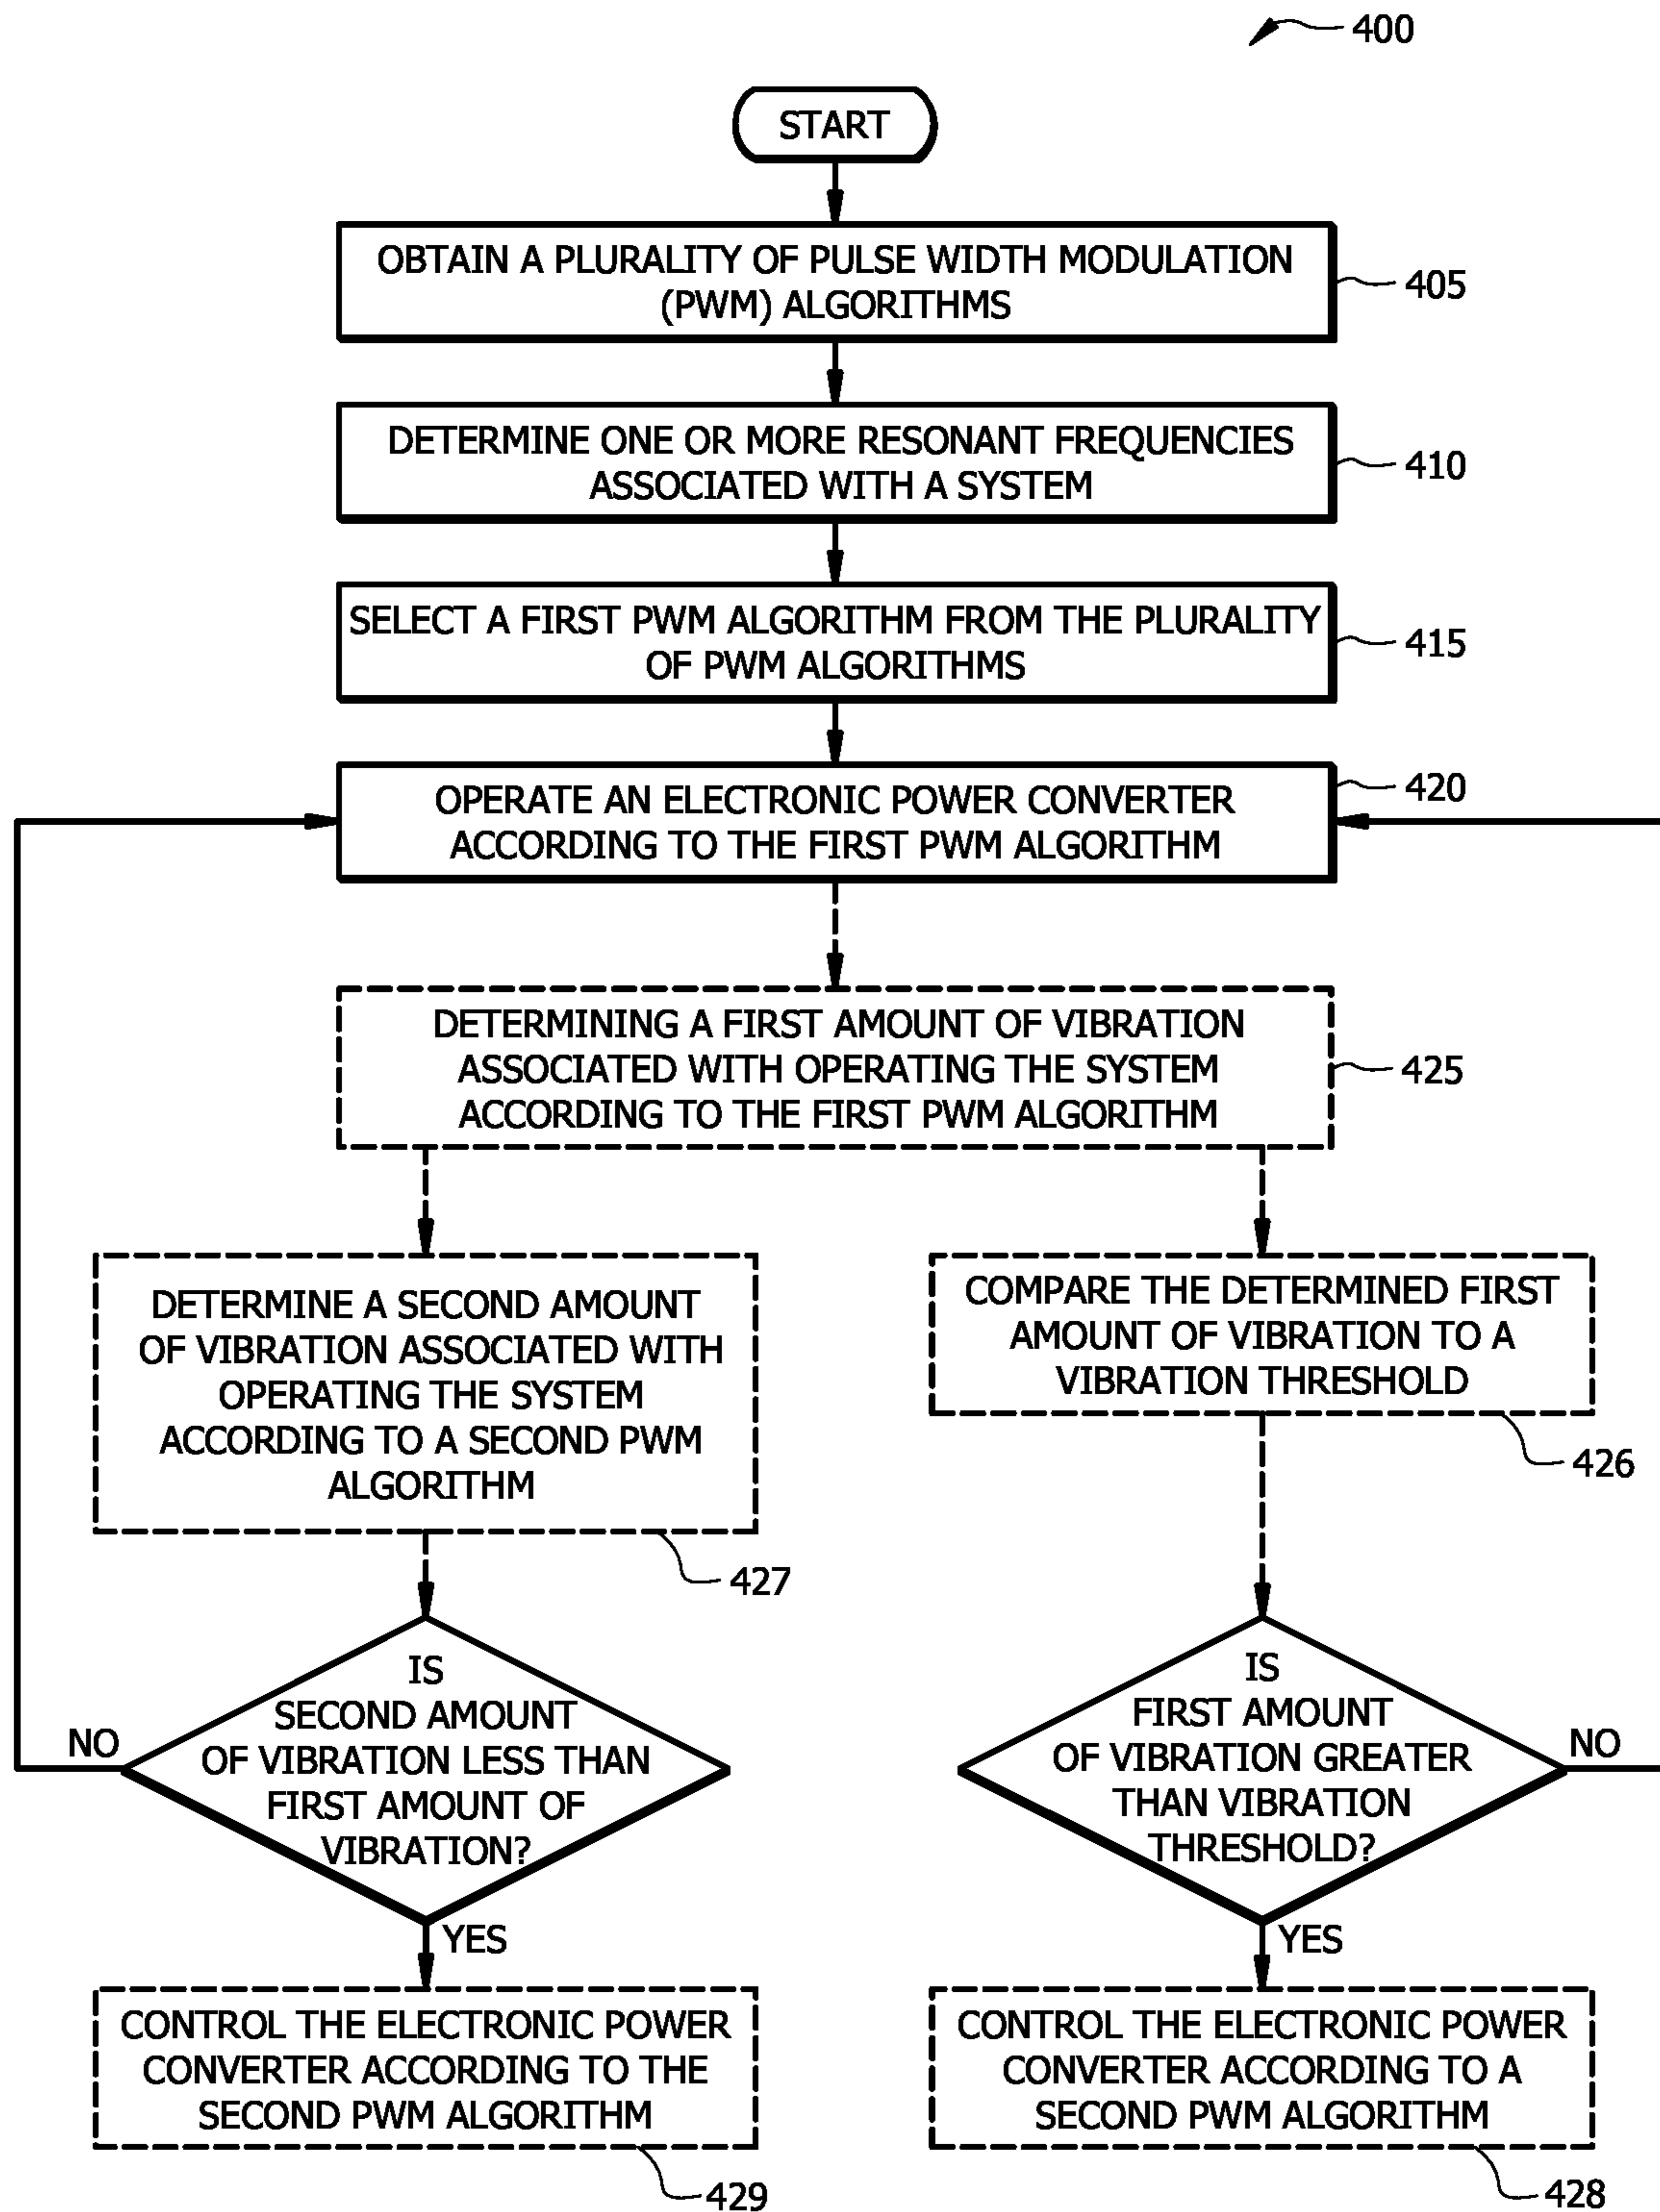 400
START
OBTAIN A PLURALITY OF PULSE WIDTH MODULATION
(PWM) ALGORITHMS
405
DETERMINE ONE OR MORE RESONANT FREQUENCIES
ASSOCIATED WITH A SYSTEM
410
SELECT A FIRST PWM ALGORITHM FROM THE PLURALITY
OF PWM ALGORITHMS
415
OPERATE AN ELECTRONIC POWER CONVERTER
ACCORDING TO THE FIRST PWM ALGORITHM
420
DETERMINING A FIRST AMOUNT OF VIBRATION
ASSOCIATED WITH OPERATING THE SYSTEM
ACCORDING TO THE FIRST PWM ALGORITHM
425
DETERMINE A SECOND AMOUNT
OF VIBRATION ASSOCIATED WITH
OPERATING THE SYSTEM
ACCORDING TO A SECOND PWM
ALGORITHM
427
COMPARE THE DETERMINED FIRST
AMOUNT OF VIBRATION TO A
VIBRATION THRESHOLD
426
IS
SECOND AMOUNT
OF VIBRATION LESS THAN
FIRST AMOUNT OF
VIBRATION?
NO
YES
IS
FIRST AMOUNT
OF VIBRATION GREATER
THAN VIBRATION
THRESHOLD?
NO
YES
CONTROL THE ELECTRONIC POWER
CONVERTER ACCORDING TO THE
SECOND PWM ALGORITHM
429
CONTROL THE ELECTRONIC POWER
CONVERTER ACCORDING TO A
SECOND PWM ALGORITHM
428